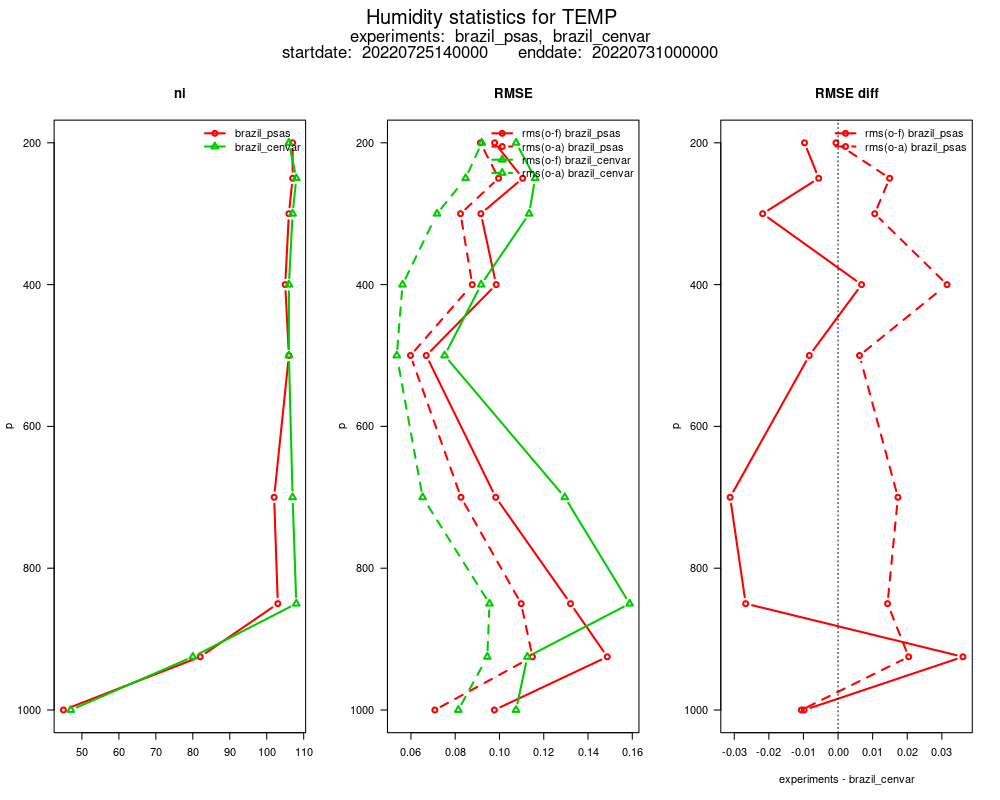 Humidity statistics for TEMP
experiments:  brazil_psas,  brazil_cenvar
startdate:  20220725140000      enddate:  20220731000000
ni
RMSE
RMSE diff
brazil_psas
brazil_cenvar
rms(o-f) brazil_psas
rms(o-a) brazil_psas
rms(o-f) brazil_cenvar
rms(o-a) brazil_cenvar
rms(o-f) brazil_psas
rms(o-a) brazil_psas
p
200
400
600
800
1000
50 60 70 80 90 100 110
p
200
400
600
800
1000
0.06 0.08 0.10 0.12 0.14 0.16
p
200
400
600
800
1000
-0.03 -0.02 -0.01 0.00 0.01 0.02 0.03
experiments - brazil_cenvar